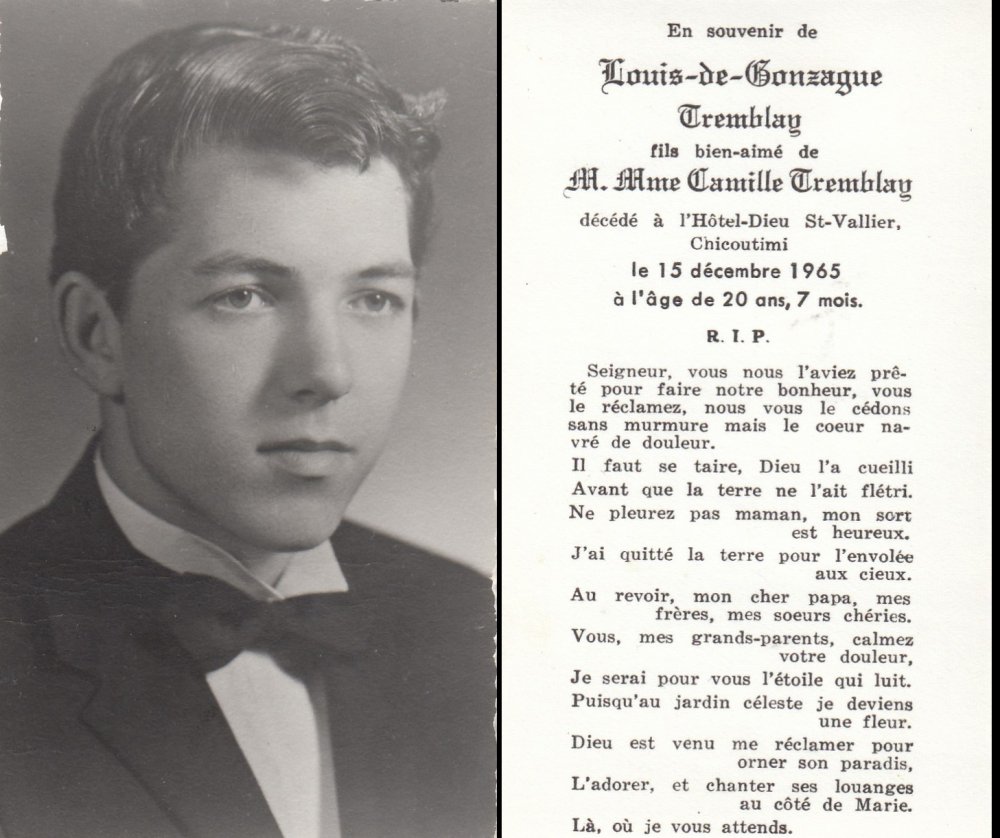 En souvenir de
Louis-de-Gonzague
Tremblay
fils bien-aimé de
M. Mme Camille Tremblay
décédé à l'Hôtel-Dieu St-Vallier,
Chicoutimi
le 15 décembre 1965
à l'âge de 20 ans, 7 mois.
R. I. P.
Seigneur, vous nous l'aviez prê-
té pour faire notre bonheur, vous
le réclamez, nous vous le cédons
sans murmure mais le coeur na-
vré de douleur.
Il faut se taire, Dieu l'a cueilli
Avant que la terre ne l'ait flétri.
Ne pleurez pas maman, mon sort
est heureux.
J'ai quitté la terre pour l'envolée
aux cieux.
Au revoir, mon cher papa, mes
frères, mes soeurs chéries.
Vous, mes grands-parents, calmez
votre douleur,
Je serai pour vous l'étoile qui luit.
Puisqu'au jardin céleste je deviens
une fleur.
Dieu est venu me réclamer pour
orner son paradis,
L'adorer, et chanter ses louanges
au côté de Marie.
Là, où je vous attends.